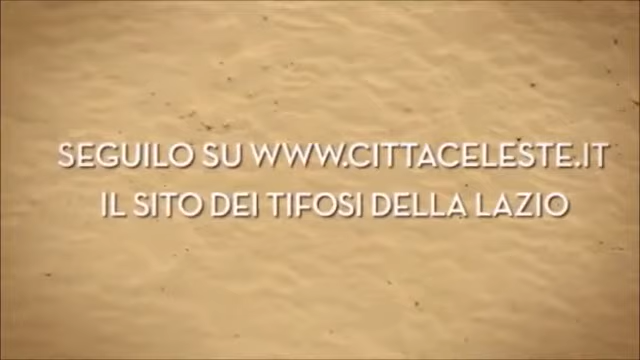 SEGUILO SU WWW.CITTACELESTE.IT
IL SITO DEI TIFOSI DELLA LAZIO